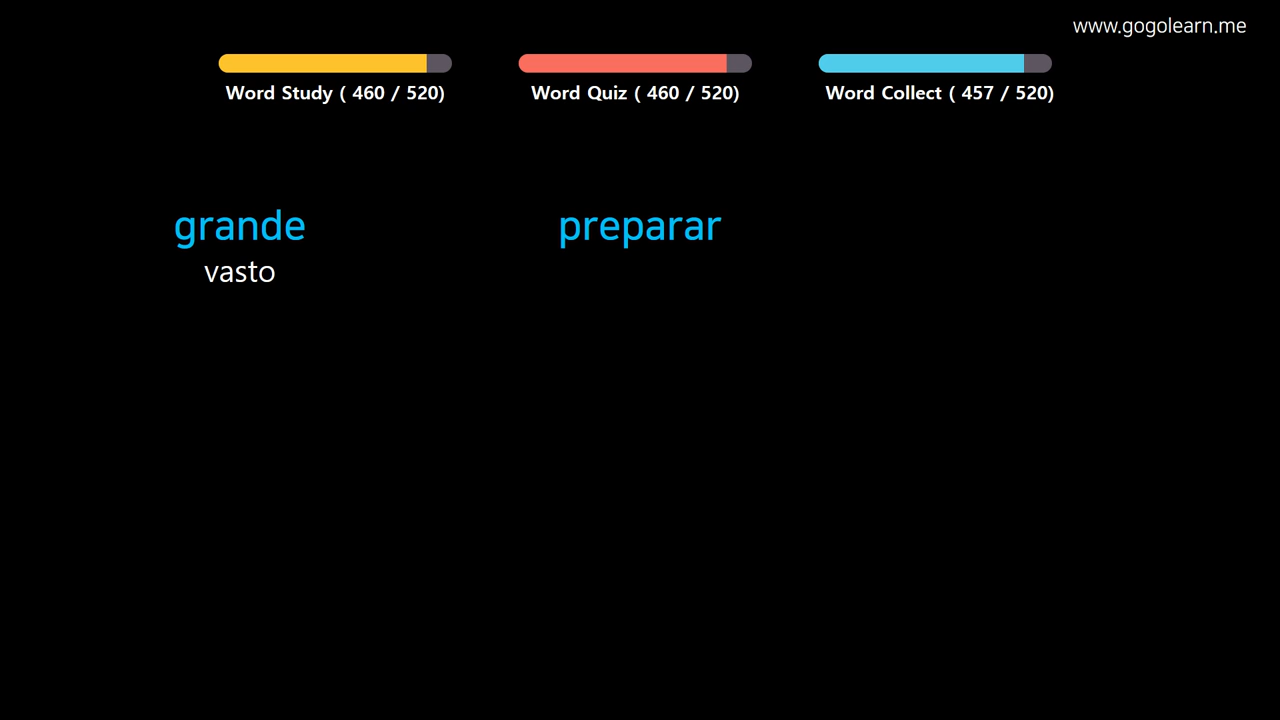 www.gogolearn.me
Word Study ( 460 / 520)
Word Quiz ( 460 / 520)
Word Collect ( 457 / 520)
grande
vasto
preparar